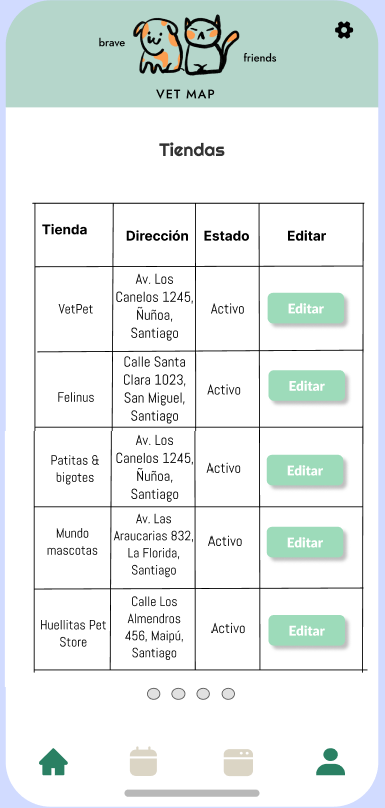 brave
friends
VET MAP
Tiendas
Tienda
Dirección
Estado
Editar
VetPet
Av. Los
Canelos 1245,
Ñuñoa,
Santiago
Activo
Editar
Felinus
Calle Santa
Clara 1023,
San Miguel,
Santiago
Activo
Editar
Patitas &
bigotes
Av. Los
Canelos 1245,
Ñuñoa,
Santiago
Activo
Editar
Mundo
mascotas
Av. Las
Araucarias 832,
La Florida,
Santiago
Activo
Editar
Huellitas Pet
Store
Calle Los
Almendros
456, Maipú,
Santiago
Activo
Editar